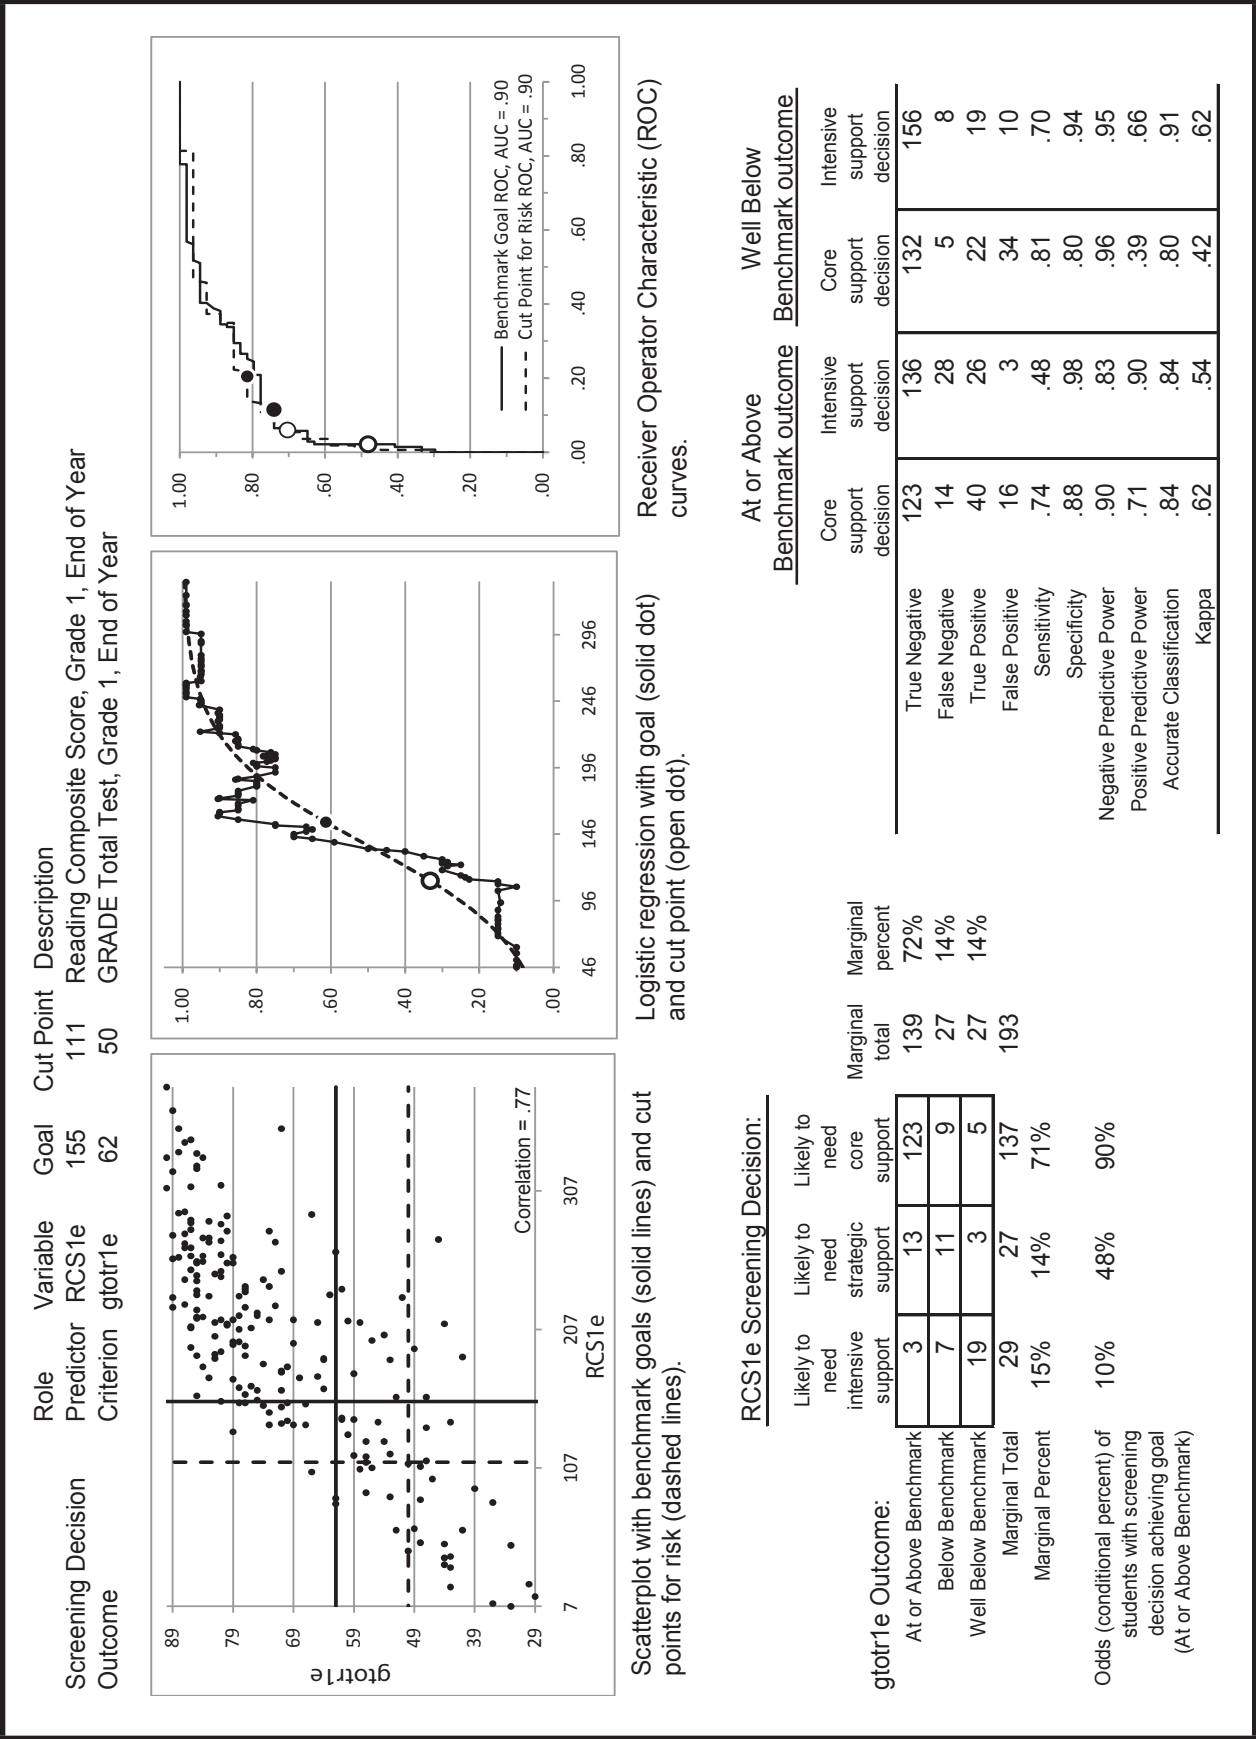 Role Variable Goal Cut Point Description
Screening Decision Predictor RCS1e 155 111 Reading Composite Score, Grade 1, End of Year
Outcome Criterion gtotr1e 62 50 GRADE Total Test, Grade 1, End of Year
89
79
69
59
49
39
29
gtotr1e
7
107
207
307
RCS1e
Correlation = .77
Scatterplot with benchmark goals (solid lines) and cut
points for risk (dashed lines).
1.00
.80
.60
.40
.20
.00
46
96
146
196
246
296
Logistic regression with goal (solid dot)
and cut point (open dot).
1.00
.80
.60
.40
.20
.00
.00
.20
.40
.60
.80
1.00
Benchmark Goal ROC, AUC = .90
Cut Point for Risk ROC, AUC = .90
Receiver Operator Characteristic (ROC)
curves.
RCS1e Screening Decision:
gtotr1e Outcome:
Likely to need intensive support
Likely to need strategic support
Likely to need core support
Marginal total
Marginal percent
At or Above Benchmark 3 13 123 139 72%
Below Benchmark 7 11 9 27 14%
Well Below Benchmark 19 3 5 27 14%
Marginal Total 29 27 137 193
Marginal Percent 15% 14% 71%
Odds (conditional percent) of
students with screening
decision achieving goal
(At or Above Benchmark)
10% 48% 90%
At or Above
Benchmark outcome
Well Below
Benchmark outcome
Core support decision
Intensive support decision
Core support decision
Intensive support decision
True Negative 123 136 132 156
False Negative 14 28 5 8
True Positive 40 26 22 19
False Positive 16 3 34 10
Sensitivity .74 .48 .81 .70
Specificity .88 .98 .80 .94
Negative Predictive Power .90 .83 .96 .95
Positive Predictive Power .71 .90 .39 .66
Accurate Classification .84 .84 .80 .91
Kappa .62 .54 .42 .62